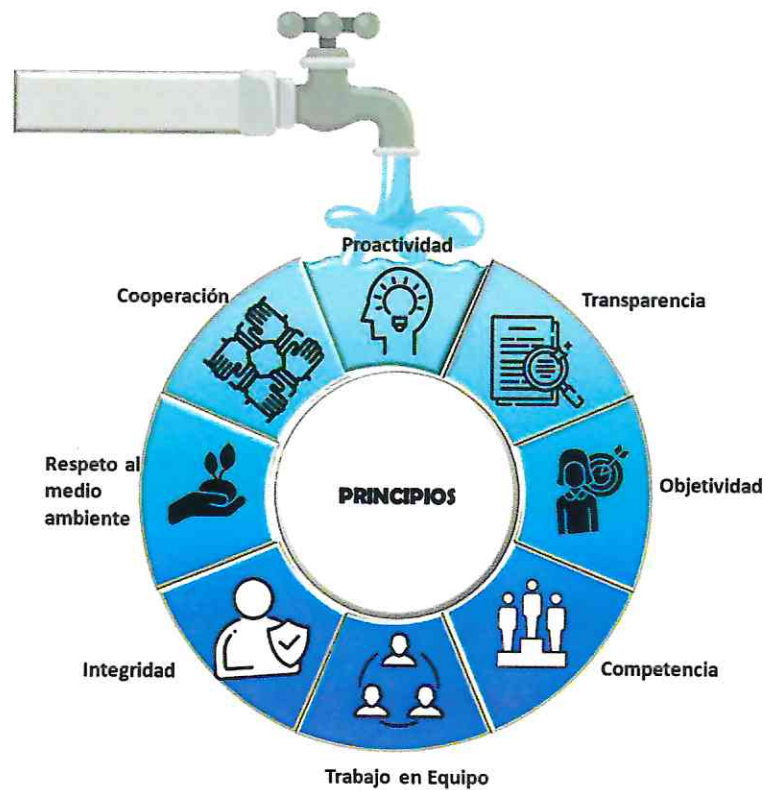 Proactividad
Cooperación
Transparencia
Respeto al
medio
ambiente
PRINCIPIOS
Objetividad
Integridad
Competencia
Trabajo en Equipo